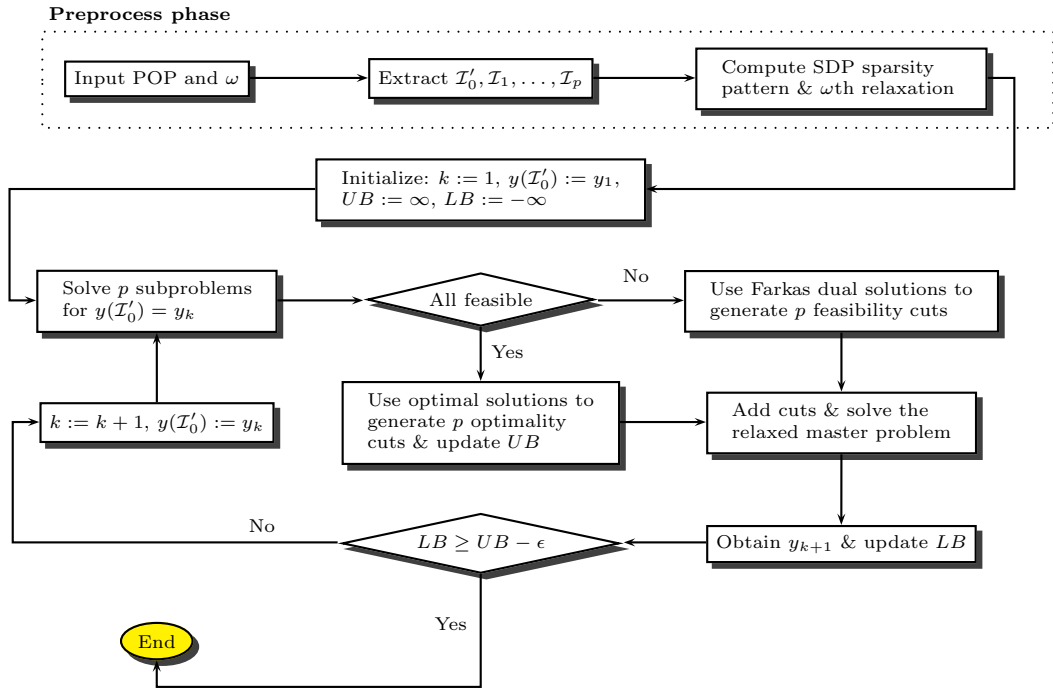 Preprocess phase
Input POP and ω
Extract I′₀, I₁, . . . , Iₚ
Compute SDP sparsity
pattern & ωth relaxation
Initialize: k := 1, y(I′₀) := y₁,
UB := ∞, LB := −∞
Solve p subproblems
for y(I′₀) = yₖ
All feasible
No
Use Farkas dual solutions to
generate p feasibility cuts
Yes
k := k + 1, y(I′₀) := yₖ
Use optimal solutions to
generate p optimality
cuts & update UB
Add cuts & solve the
relaxed master problem
No
LB ≥ UB − ϵ
Obtain yₖ₊₁ & update LB
Yes
End